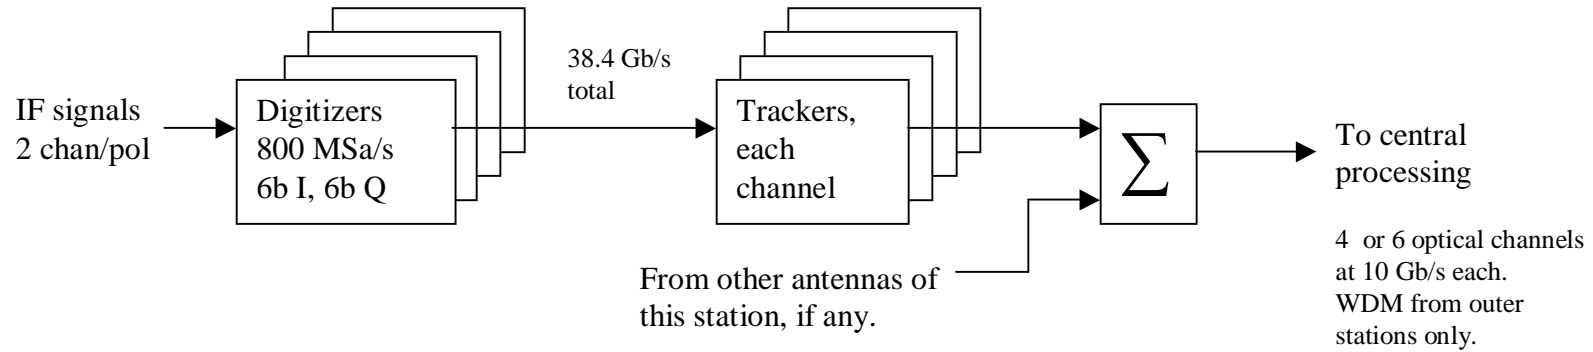 IF signals
2 chan/pol
Digitizers
800 MSa/s
6b I, 6b Q
38.4 Gb/s
total
Trackers,
each
channel
From other antennas of
this station, if any.
∑
To central
processing
4 or 6 optical channels
at 10 Gb/s each.
WDM from outer
stations only.